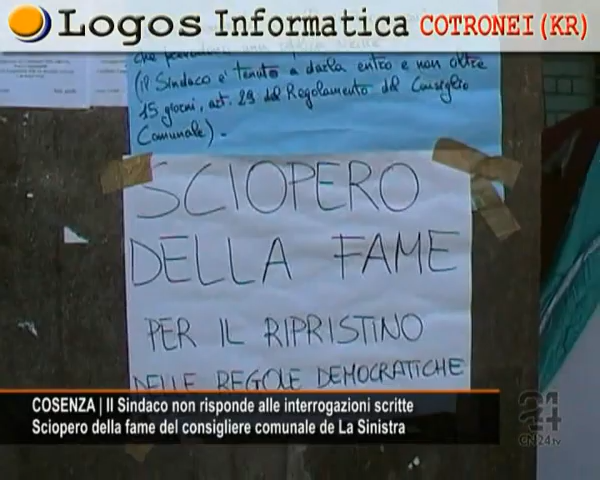 Logos Informatica COTRONEI (KR)
(il Sindaco e' tenuto a darla entro e non oltre
15 giorni, art. 29 del Regolamento del Consiglio
Comunale) -
SCIOPERO
DELLA FAME
PER IL RIPRISTINO
DELLE REGOLE DEMOCRATICHE
COSENZA | Il Sindaco non risponde alle interrogazioni scritte
Sciopero della fame del consigliere comunale de La Sinistra
21
CN24tv